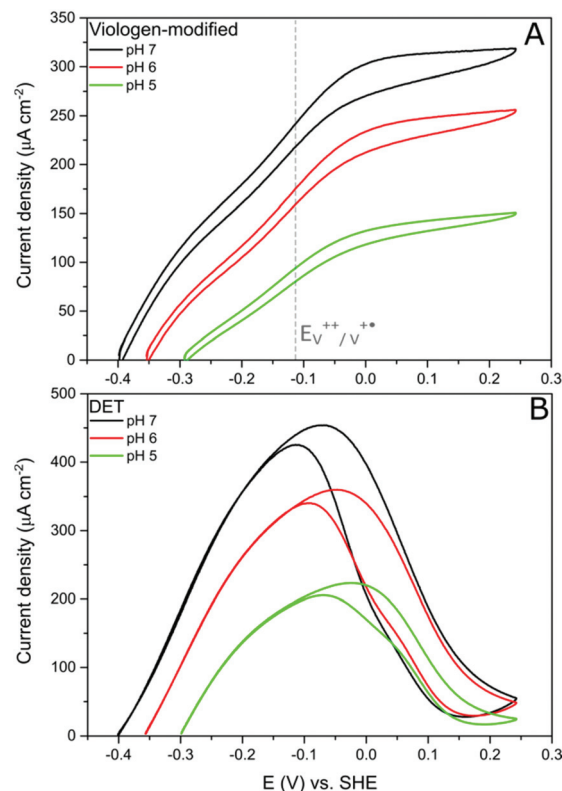 350
300
250
200
150
100
50
0
Current density (μA cm⁻²)
Viologen-modified
pH 7
pH 6
pH 5
A
E_V⁺⁺/V⁺•
-0.4 -0.3 -0.2 -0.1 0.0 0.1 0.2 0.3
500
400
300
200
100
0
Current density (μA cm⁻²)
DET
pH 7
pH 6
pH 5
B
-0.4 -0.3 -0.2 -0.1 0.0 0.1 0.2 0.3
E (V) vs. SHE